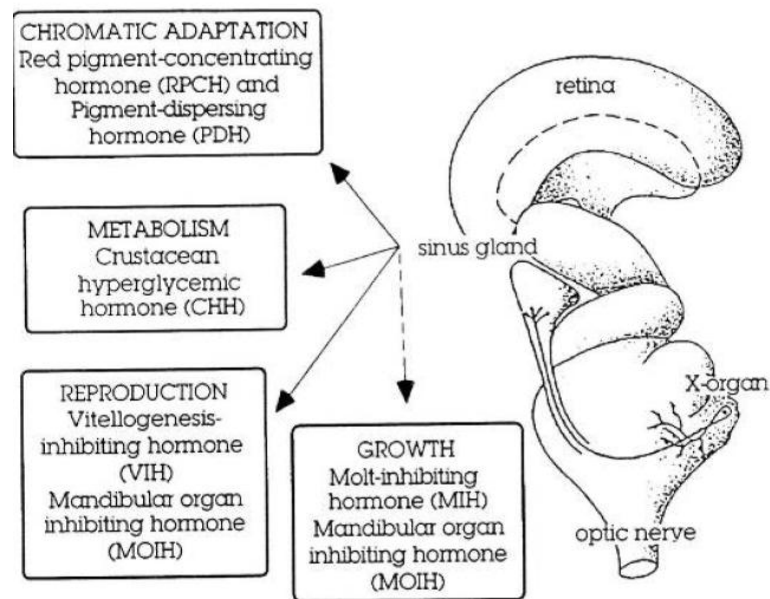 CHROMATIC ADAPTATION
Red pigment-concentrating
hormone (RPCH) and
Pigment-dispersing
hormone (PDH)
retina
METABOLISM
Crustacean
hyperglycemic
hormone (CHH)
sinus gland
REPRODUCTION
Vitellogenesis-
inhibiting hormone
(VIH)
Mandibular organ
inhibiting hormone
(MOIH)
GROWTH
Molt-inhibiting
hormone (MIH)
Mandibular organ
inhibiting hormone
(MOIH)
X-organ
optic nerve